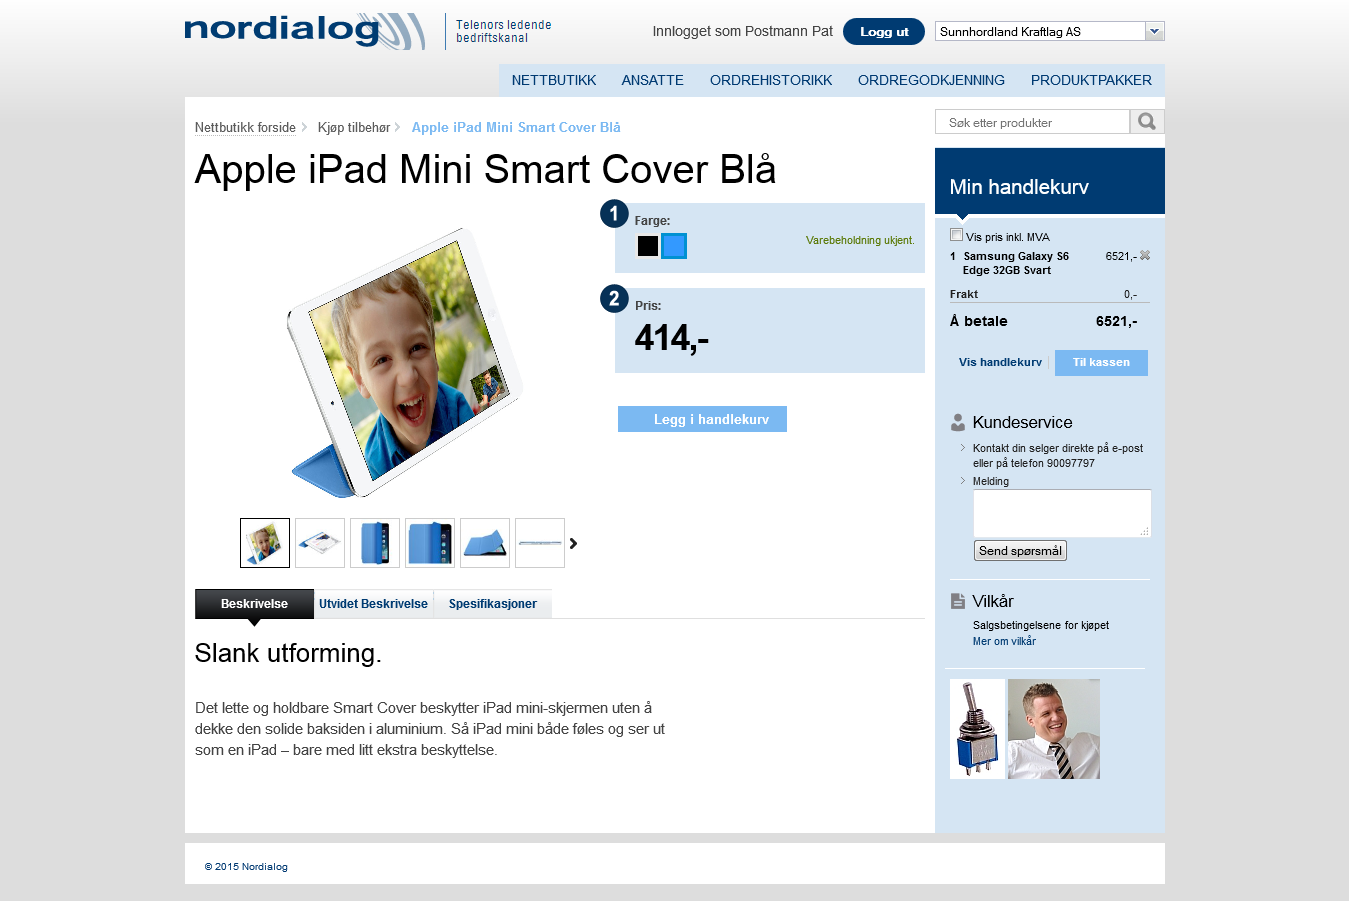 nordialog
Telenors ledende
bedriftskanal
Innlogget som Postmann Pat
Logg ut
Sunnhordland Kraftlag AS
NETTBUTIKK
ANSATTE
ORDREHISTORIKK
ORDREGODKJENNING
PRODUKTPAKKER
Nettbutikk forside
Kjøp tilbehør
Apple iPad Mini Smart Cover Blå
Søk etter produkter
Apple iPad Mini Smart Cover Blå
1
Farge:
Varebeholdning ukjent.
2
Pris:
414,-
Legg i handlekurv
Beskrivelse
Utvidet Beskrivelse
Spesifikasjoner
Slank utforming.
Det lette og holdbare Smart Cover beskytter iPad mini-skjermen uten å
dekke den solide baksiden i aluminium. Så iPad mini både føles og ser ut
som en iPad – bare med litt ekstra beskyttelse.
Min handlekurv
Vis pris inkl. MVA
1 Samsung Galaxy S6 6521,-
Edge 32GB Svart
Frakt 0,-
Å betale 6521,-
Vis handlekurv
Til kassen
Kundeservice
Kontakt din selger direkte på e-post
eller på telefon 90097797
Melding
Send spørsmål
Vilkår
Salgsbetingelsene for kjøpet
Mer om vilkår
© 2015 Nordialog